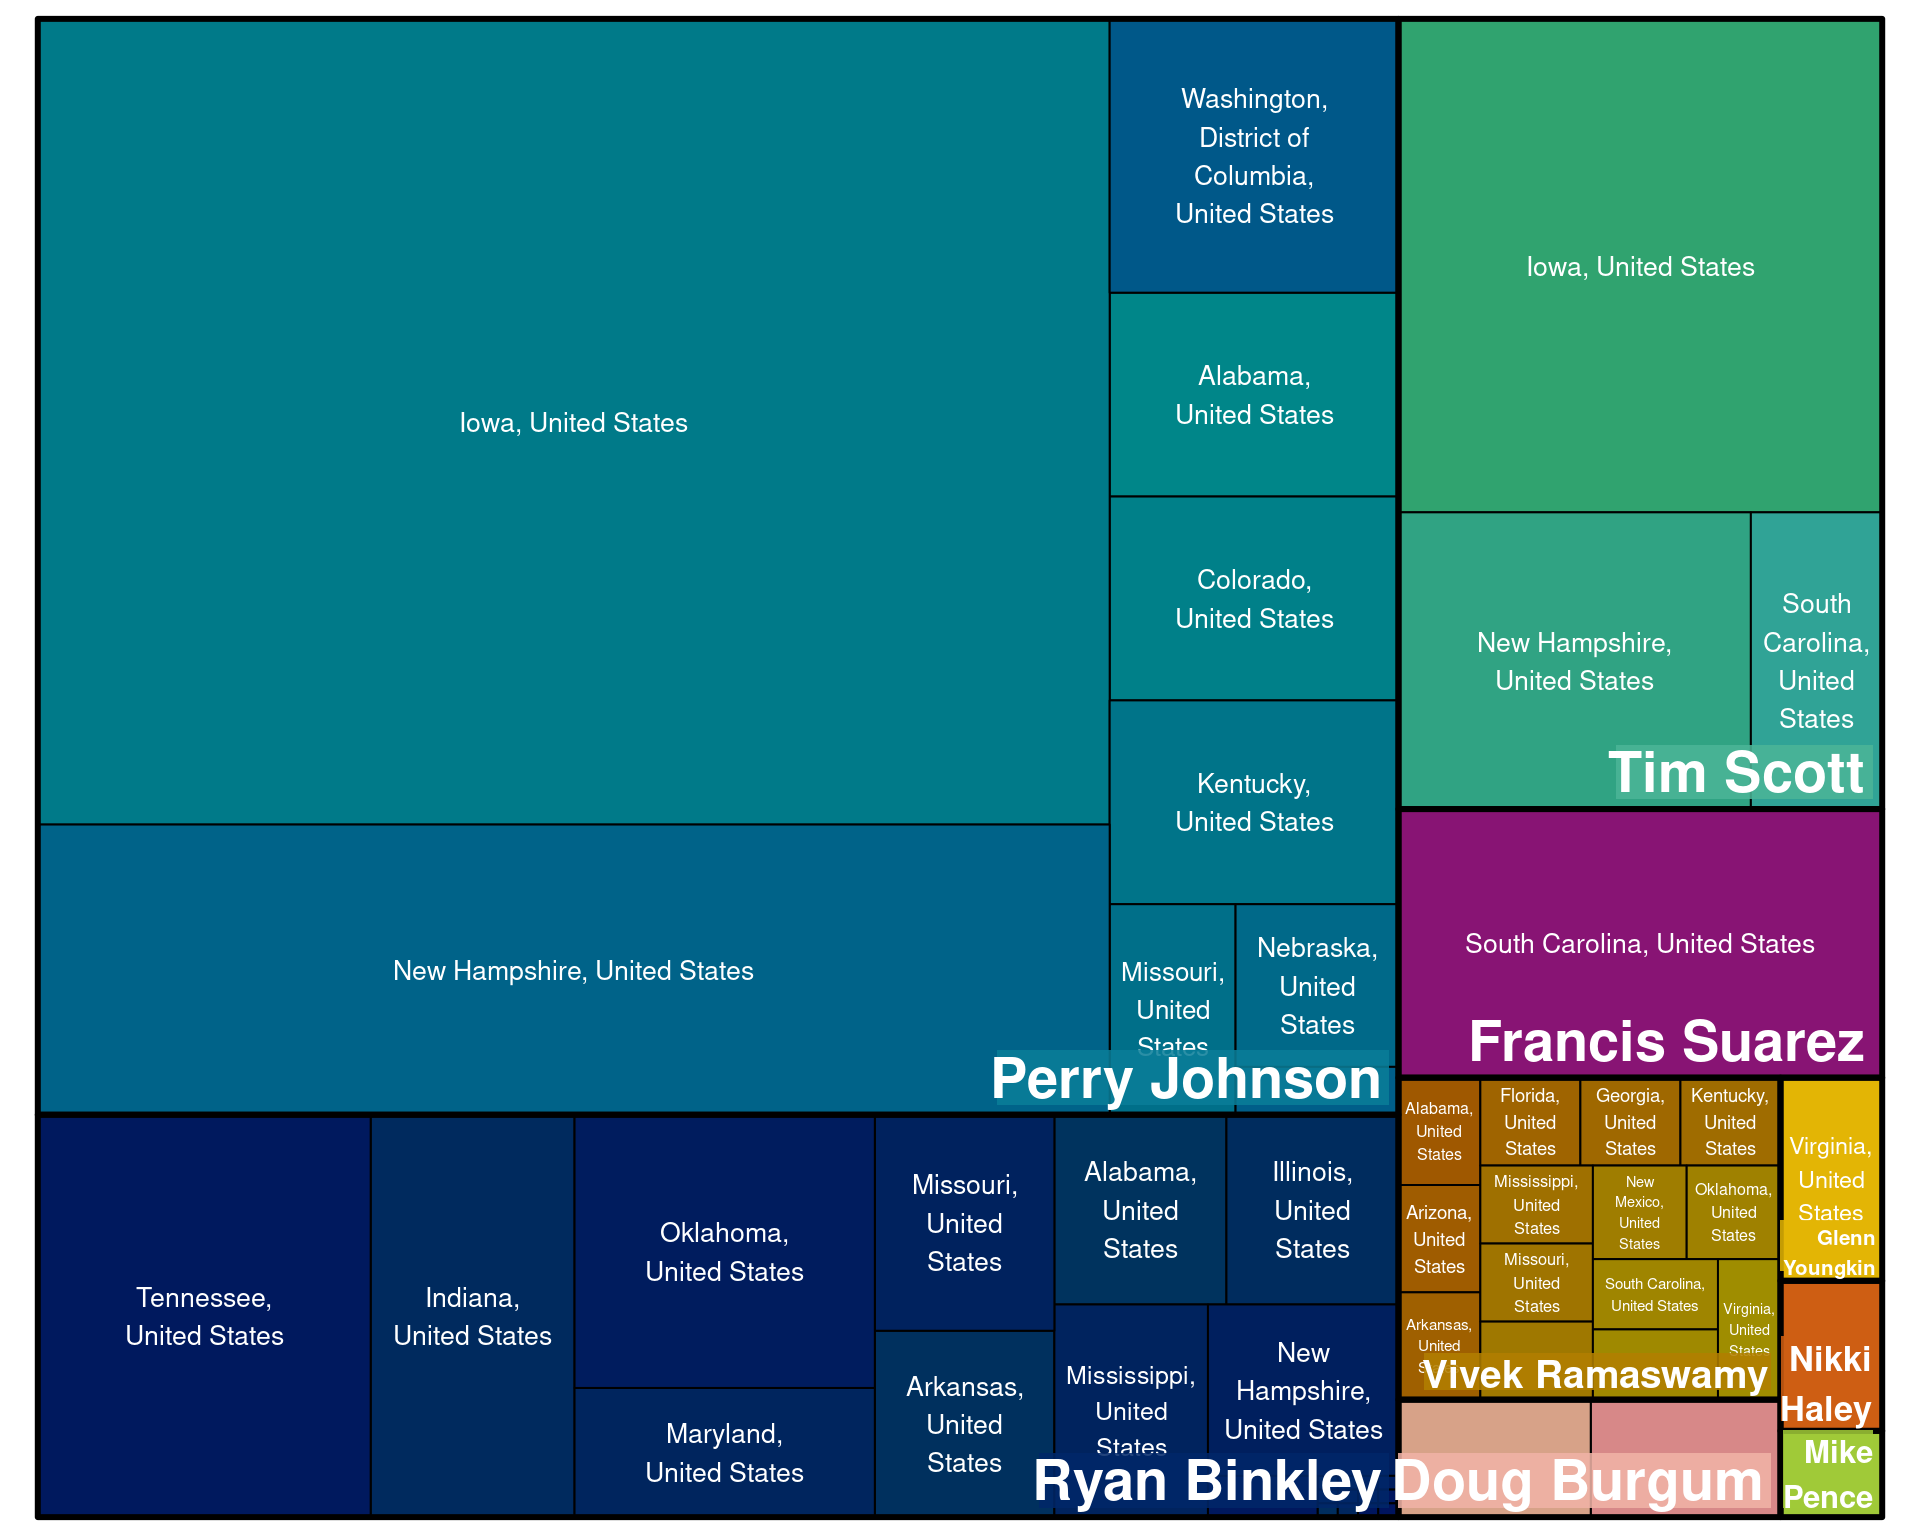 Iowa, United States
New Hampshire, United States
Washington,
District of
Columbia,
United States
Alabama,
United States
Colorado,
United States
Kentucky,
United States
Missouri,
United
States
Nebraska,
United
States
Perry Johnson
Iowa, United States
New Hampshire,
United States
South
Carolina,
United
States
Tim Scott
South Carolina, United States
Francis Suarez
Tennessee,
United States
Indiana,
United States
Oklahoma,
United States
Maryland,
United States
Missouri,
United
States
Arkansas,
United
States
Alabama,
United
States
Illinois,
United
States
Mississippi,
United
States
New
Hampshire,
United States
Ryan Binkley
Alabama,
United
States
Arizona,
United
States
Arkansas,
United
Florida,
United
States
Georgia,
United
States
Kentucky,
United
States
Mississippi,
United
States
Missouri,
United
States
New
Mexico,
United
States
Oklahoma,
United
States
South Carolina,
United States
Virginia,
United
States
Vivek Ramaswamy
Doug Burgum
Virginia,
United
States
Glenn
Youngkin
Nikki
Haley
Mike
Pence